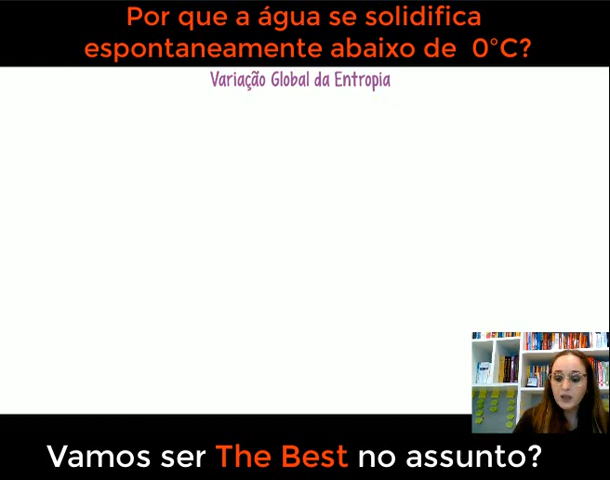 Por que a água se solidifica
espontaneamente abaixo de 0°C?
Variação Global da Entropia
Vamos ser The Best no assunto?